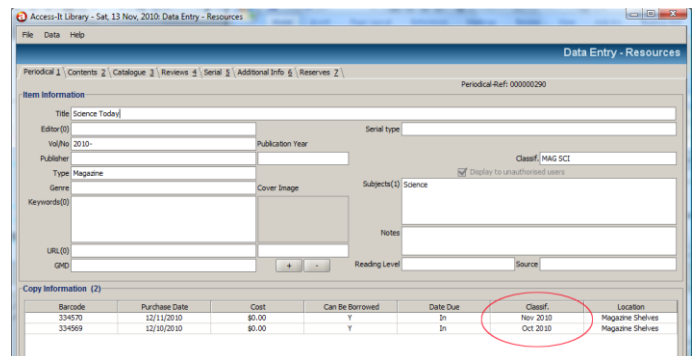 Access-It Library - Sat, 13 Nov, 2010: Data Entry - Resources
File Data Help
Data Entry - Resources
Periodical 1 Contents 2 Catalogue 3 Reviews 4 Serial 5 Additional Info 6 Reserves 7
Periodical-Ref: 000000290
Item Information
Title Science Today
Editor(0) Serial type
Vol/No 2010- Publication Year
Publisher Classif. MAG SCI
Type Magazine Display to unauthorised users
Genre Cover Image Subjects(1) Science
Keywords(0)
Notes
URL(0)
GMD + - Reading Level Source
Copy Information (2)
Barcode Purchase Date Cost Can Be Borrowed Date Due Classif. Location
334570 12/11/2010 $0.00 Y In Nov 2010 Magazine Shelves
334569 12/10/2010 $0.00 Y In Oct 2010 Magazine Shelves